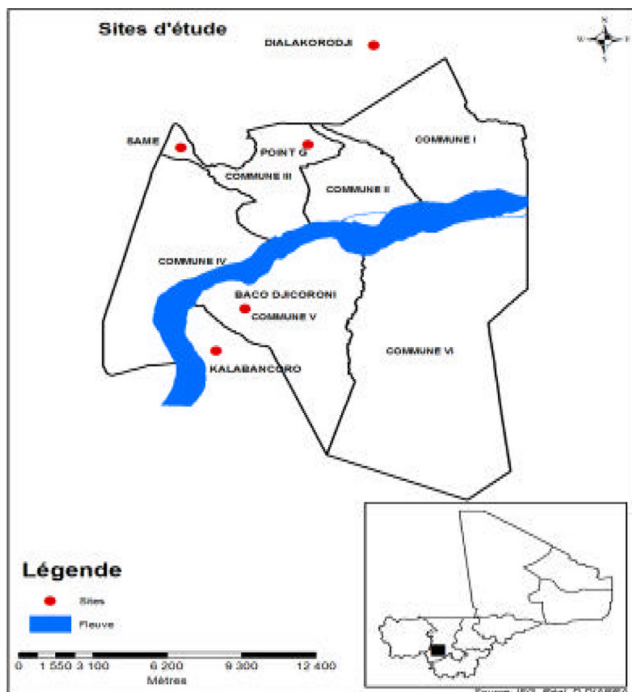 Sites d'étude
DIALAKORODJI
N
W E
S
SAME
POINT G
COMMUNE I
COMMUNE III
COMMUNE II
COMMUNE IV
BACO DJICORONI
COMMUNE V
COMMUNE VI
KALABANCORO
Légende
Sites
Fleuve
0 1 550 3 100 6 200 9 300 12 400
Mètres